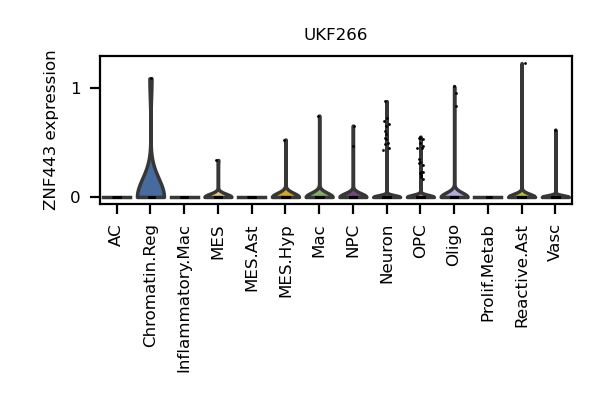 UKF266
ZNF443 expression
1
0
AC
Chromatin.Reg
Inflammatory.Mac
MES
MES.Ast
MES.Hyp
Mac
NPC
Neuron
OPC
Oligo
Prolif.Metab
Reactive.Ast
Vasc